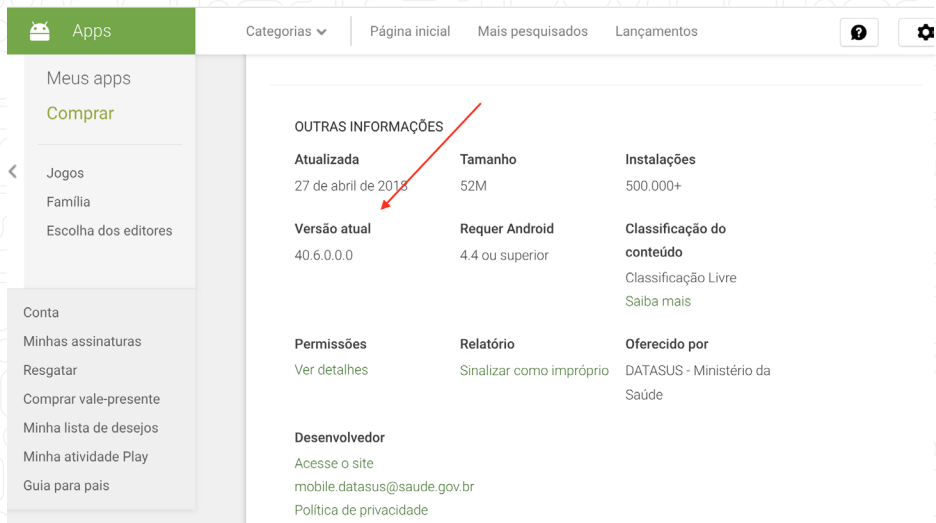 Apps
Categorias
Página inicial
Mais pesquisados
Lançamentos
Meus apps
Comprar
Jogos
Família
Escolha dos editores
Conta
Minhas assinaturas
Resgatar
Comprar vale-presente
Minha lista de desejos
Minha atividade Play
Guia para pais
OUTRAS INFORMAÇÕES
Atualizada
27 de abril de 2018
Tamanho
52M
Instalações
500.000+
Versão atual
40.6.0.0.0
Requer Android
4.4 ou superior
Classificação do
conteúdo
Classificação Livre
Saiba mais
Permissões
Ver detalhes
Relatório
Sinalizar como impróprio
Oferecido por
DATASUS - Ministério da
Saúde
Desenvolvedor
Acesse o site
mobile.datasus@saude.gov.br
Política de privacidade